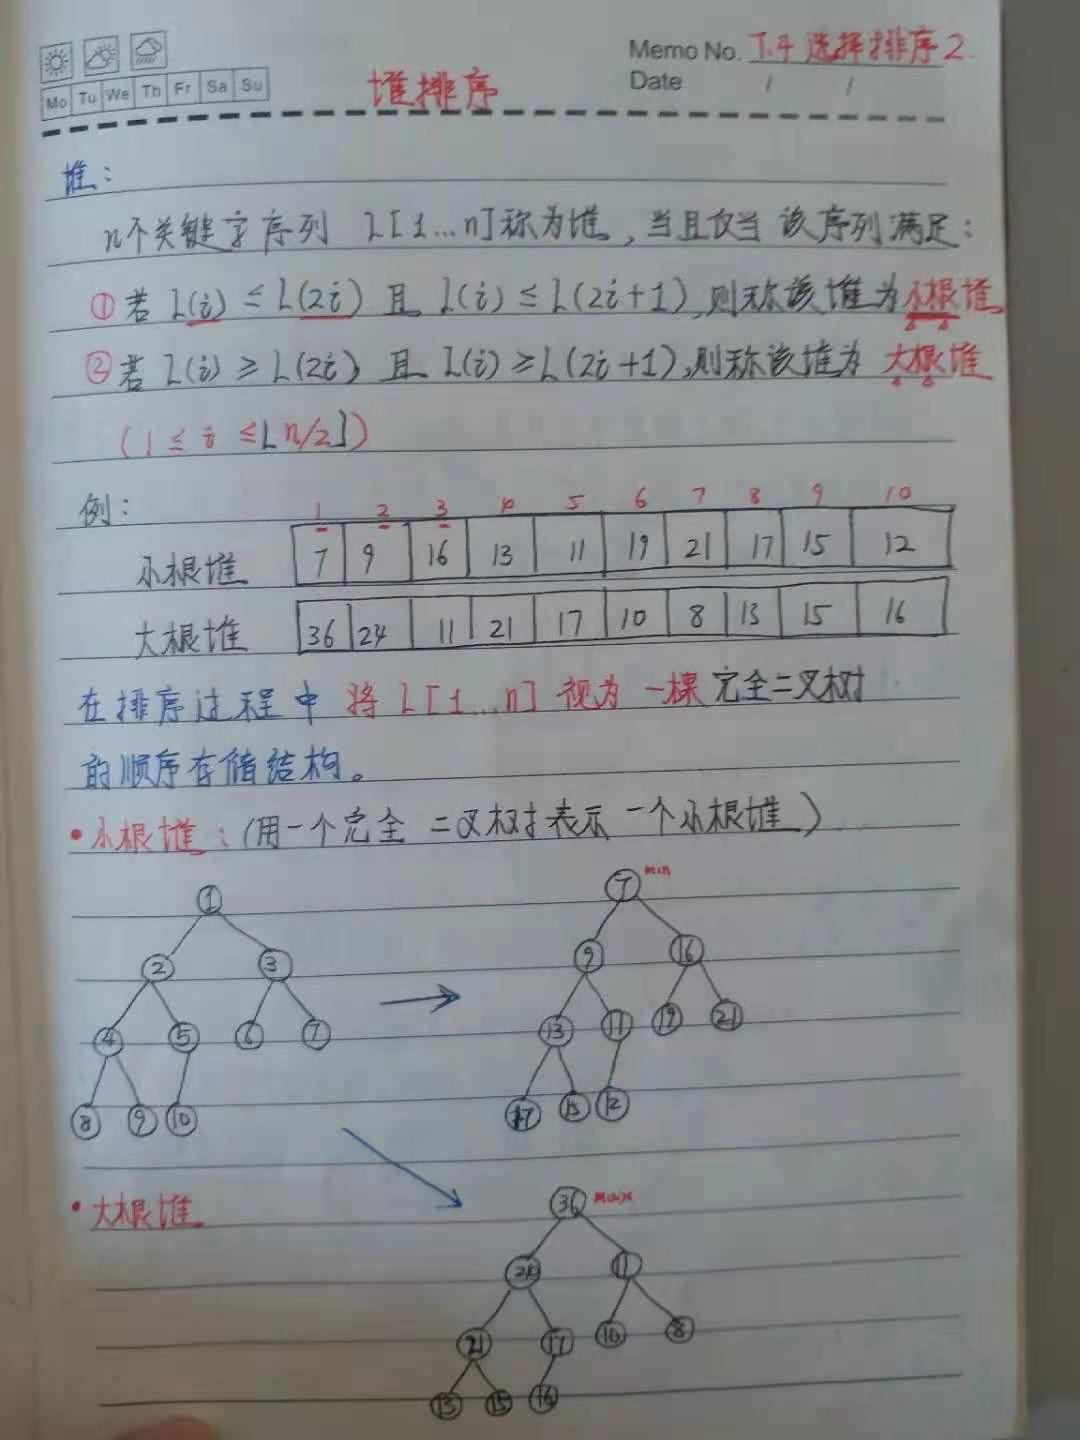 Memo No. 7.4 选择排序2.
Mo Tu We Th Fr Sa Su
Date / /
堆排序
堆:
n个关键字序列 L[1...n]称为堆,当且仅当该序列满足:
①若 L(i) ≤ L(2i) 且 L(i) ≤ L(2i+1),则称该堆为小根堆
②若 L(i) ≥ L(2i) 且 L(i) ≥ L(2i+1),则称该堆为 大根堆
(1 ≤ i ≤⌊n/2⌋)
例:
1 2 3 4 5 6 7 8 9 10
小根堆 7 9 16 13 11 19 21 17 15 12
大根堆 36 24 11 21 17 10 8 13 15 16
在排序过程中 将 L[1...n] 视为一棵完全二叉树
的顺序存储结构。
•小根堆:(用一个完全二叉树表示一个小根堆)
1
2 3
4 5 6 7
8 9 10
7 min
9 16
13 11 19 21
17 15 12
•大根堆
36 max
24 11
21 17 10 8
13 15 16